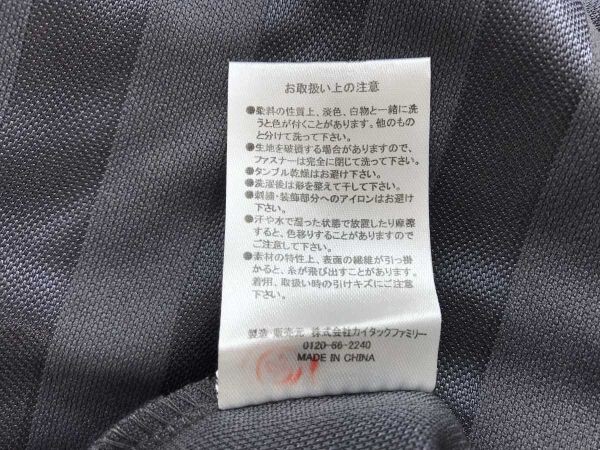 お取扱い上の注意
●染料の性質上、淡色、白物と一緒に洗
うと色が付くことがあります。他のもの
と分けて洗って下さい。
●生地を破損する場合がありますので、
ファスナーは完全に閉じて洗って下さい。
●タンブル乾燥はお避け下さい。
●洗濯後は形を整えて干して下さい。
●刺繍・装飾部分へのアイロンはお避け
下さい。
●汗や水で湿った状態で放置したり摩擦
すると、色移りすることがありますので
ご注意して下さい。
●素材の特性上、表面の繊維が引っ掛
かると、糸が飛び出すことがあります。
着用、取扱い時の引けキズにご注意
下さい。
製造・販売元 株式会社カイタックファミリー
0120-66-2240
MADE IN CHINA